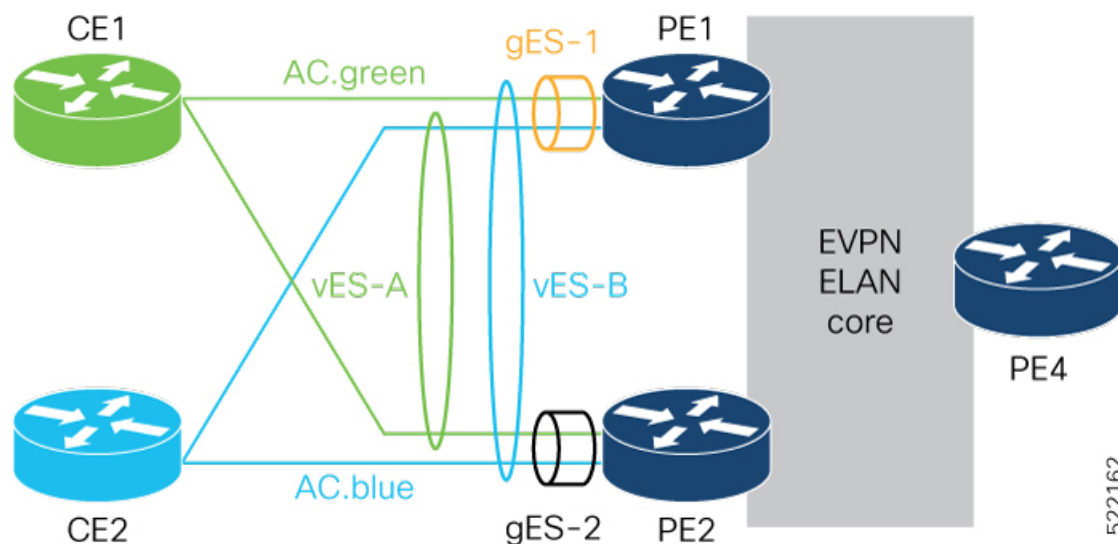 CE1
PE1
gES-1
AC.green
vES-A
vES-B
EVPN
ELAN
core
PE4
AC.blue
CE2
gES-2
PE2
522162